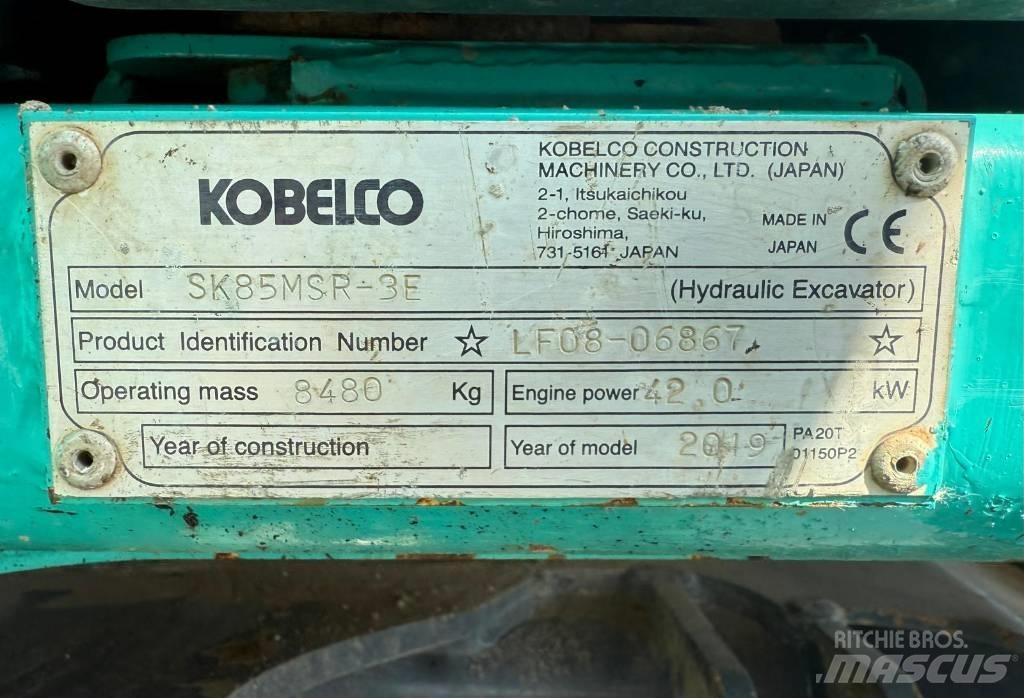 KOBELCO
KOBELCO CONSTRUCTION
MACHINERY CO., LTD. (JAPAN)
2-1, Itsukaichikou
2-chome, Saeki-ku,
Hiroshima,
731-5161 JAPAN
MADE IN
JAPAN
CE
Model SK85MSR-3E (Hydraulic Excavator)
Product Identification Number ☆ LF08-06867 ☆
Operating mass 8480 Kg
Engine power 42.0 kW
Year of construction
Year of model 2019
PA20T
01150P2
RITCHIE BROS.
MASCUS